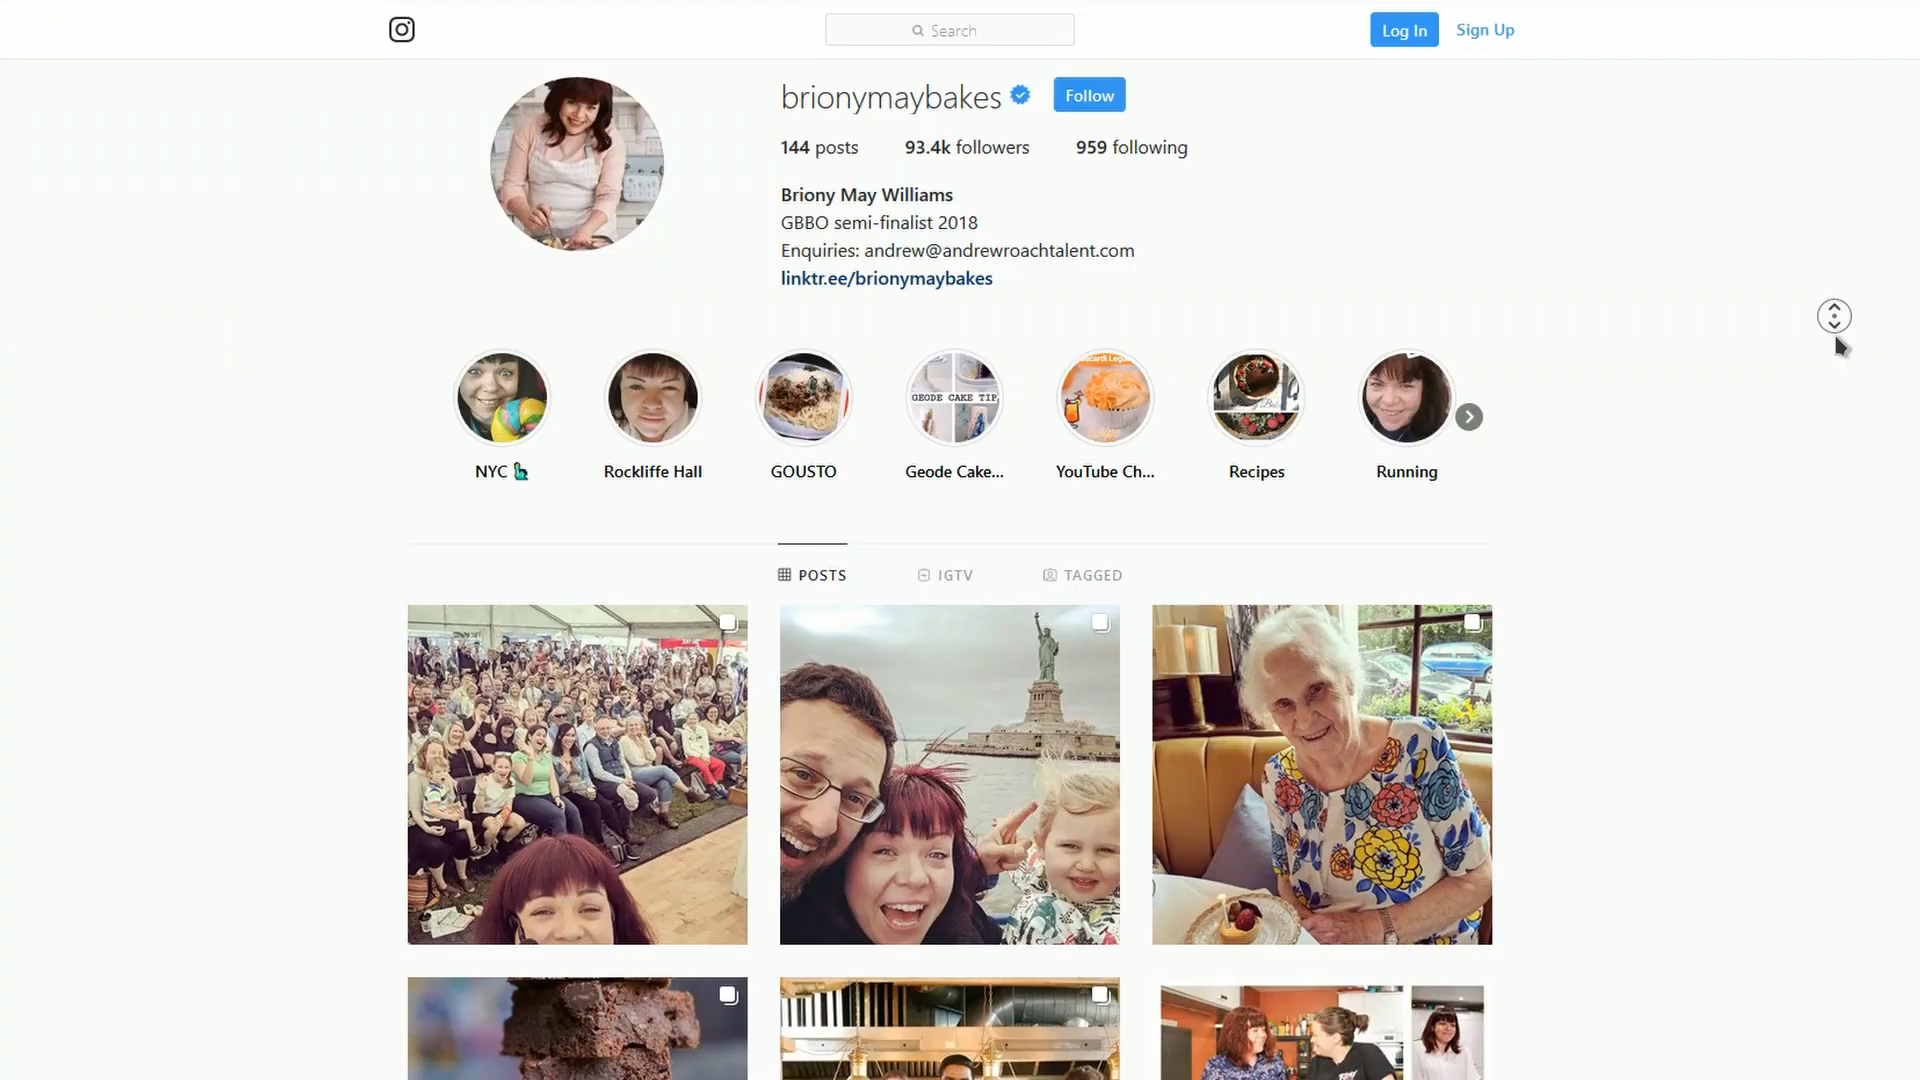 Search
Log In
Sign Up
brionymaybakes
Follow
144 posts
93.4k followers
959 following
Briony May Williams
GBBO semi-finalist 2018
Enquiries: andrew@andrewroachtalent.com
linktr.ee/brionymaybakes
GEODE CAKE TIP
NYC
Rockliffe Hall
GOUSTO
Geode Cake...
YouTube Ch...
Recipes
Running
POSTS
IGTV
TAGGED